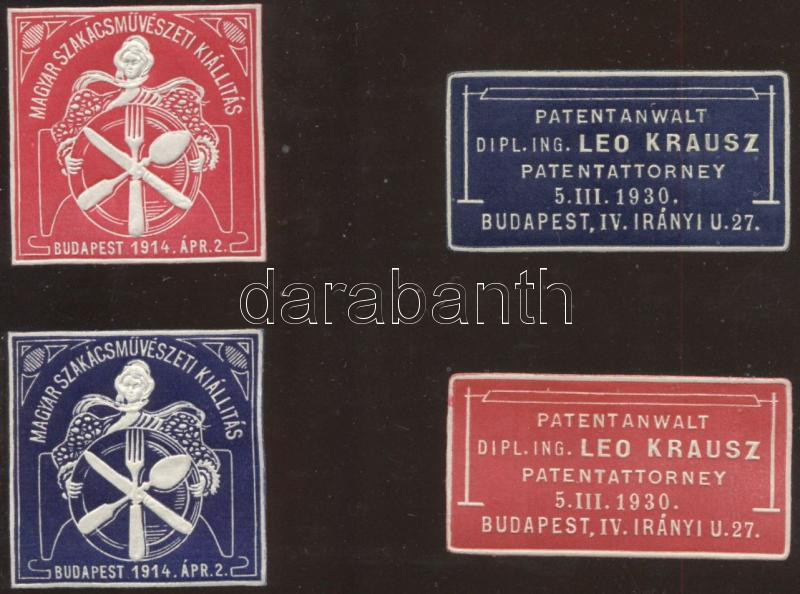 MAGYAR SZAKÁCSMŰVÉSZETI KIÁLLITÁS
BUDAPEST 1914. ÁPR.2.
PATENTANWALT
DIPL.ING. LEO KRAUSZ
PATENTATTORNEY
5.III.1930.
BUDAPEST, IV. IRÁNYI U.27.
darabanth
MAGYAR SZAKÁCSMŰVÉSZETI KIÁLLITÁS
BUDAPEST 1914. ÁPR.2.
PATENTANWALT
DIPL.ING. LEO KRAUSZ
PATENTATTORNEY
5.III.1930.
BUDAPEST, IV. IRÁNYI U.27.